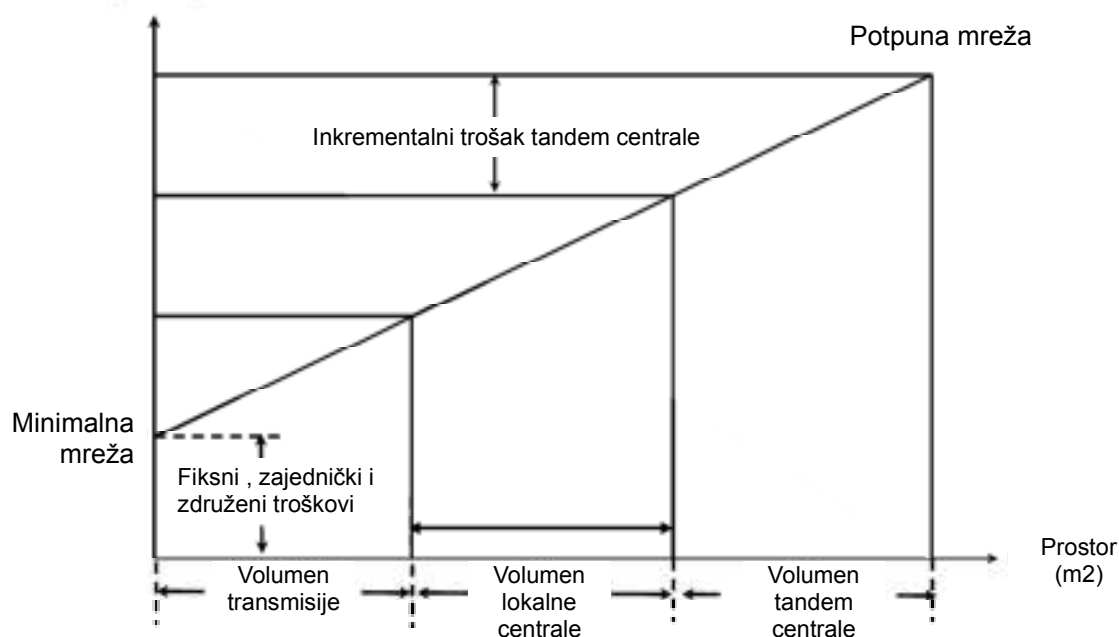 Potpuna mreža
Inkrementalni trošak tandem centrale
Minimalna
mreža
Fiksni , zajednički i
združeni troškovi
Prostor
(m2)
Volumen
transmisije
Volumen
lokalne
centrale
Volumen
tandem
centrale